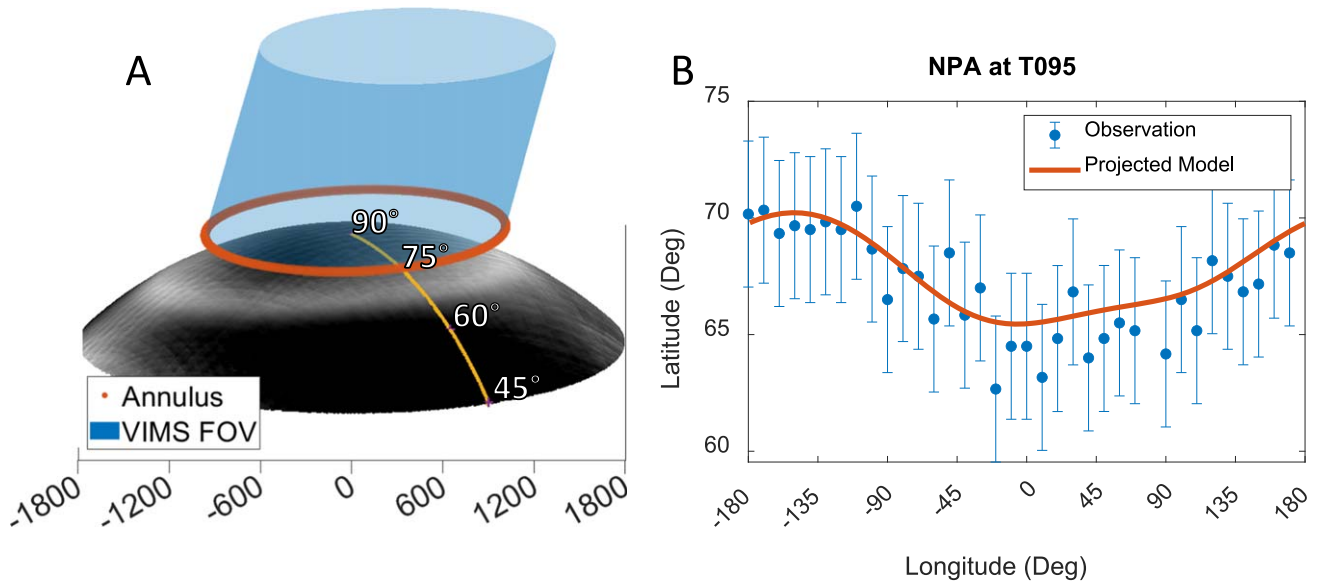 A
90°
75°
60°
45°
Annulus
VIMS FOV
-1800 -1200 -600 0 600 1200 1800
B
NPA at T095
Observation
Projected Model
75
70
65
60
Latitude (Deg)
-180 -135 -90 -45 0 45 90 135 180
Longitude (Deg)